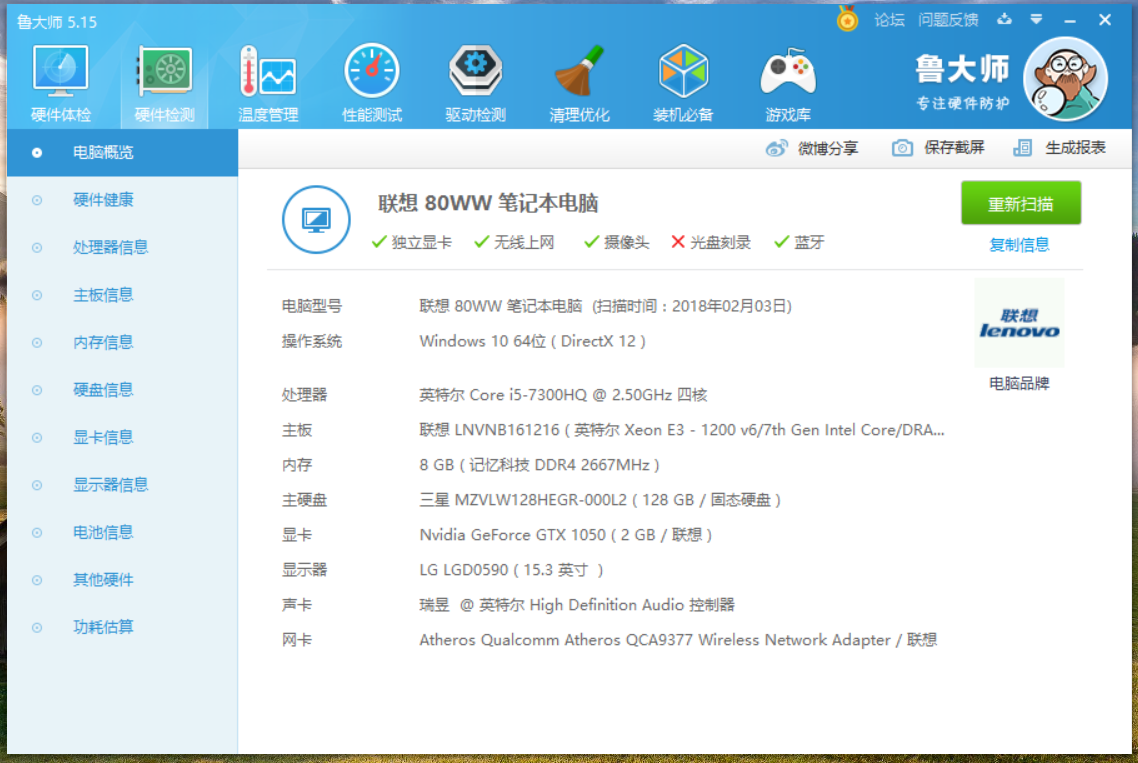 鲁大师 5.15
论坛 问题反馈
硬件体检 硬件检测 温度管理 性能测试 驱动检测 清理优化 装机必备 游戏库
鲁大师
专注硬件防护
微博分享 保存截屏 生成报表
电脑概览
硬件健康
处理器信息
主板信息
内存信息
硬盘信息
显卡信息
显示器信息
电池信息
其他硬件
功耗估算
联想 80WW 笔记本电脑
独立显卡 无线上网 摄像头 光盘刻录 蓝牙
重新扫描
复制信息
电脑型号 联想 80WW 笔记本电脑 (扫描时间：2018年02月03日)
操作系统 Windows 10 64位 ( DirectX 12 )
处理器 英特尔 Core i5-7300HQ @ 2.50GHz 四核
主板 联想 LNVNB161216 ( 英特尔 Xeon E3 - 1200 v6/7th Gen Intel Core/DRA...
内存 8 GB ( 记忆科技 DDR4 2667MHz )
主硬盘 三星 MZVLW128HEGR-000L2 ( 128 GB / 固态硬盘 )
显卡 Nvidia GeForce GTX 1050 ( 2 GB / 联想 )
显示器 LG LGD0590 ( 15.3 英寸 )
声卡 瑞昱 @ 英特尔 High Definition Audio 控制器
网卡 Atheros Qualcomm Atheros QCA9377 Wireless Network Adapter / 联想
联想
lenovo
电脑品牌